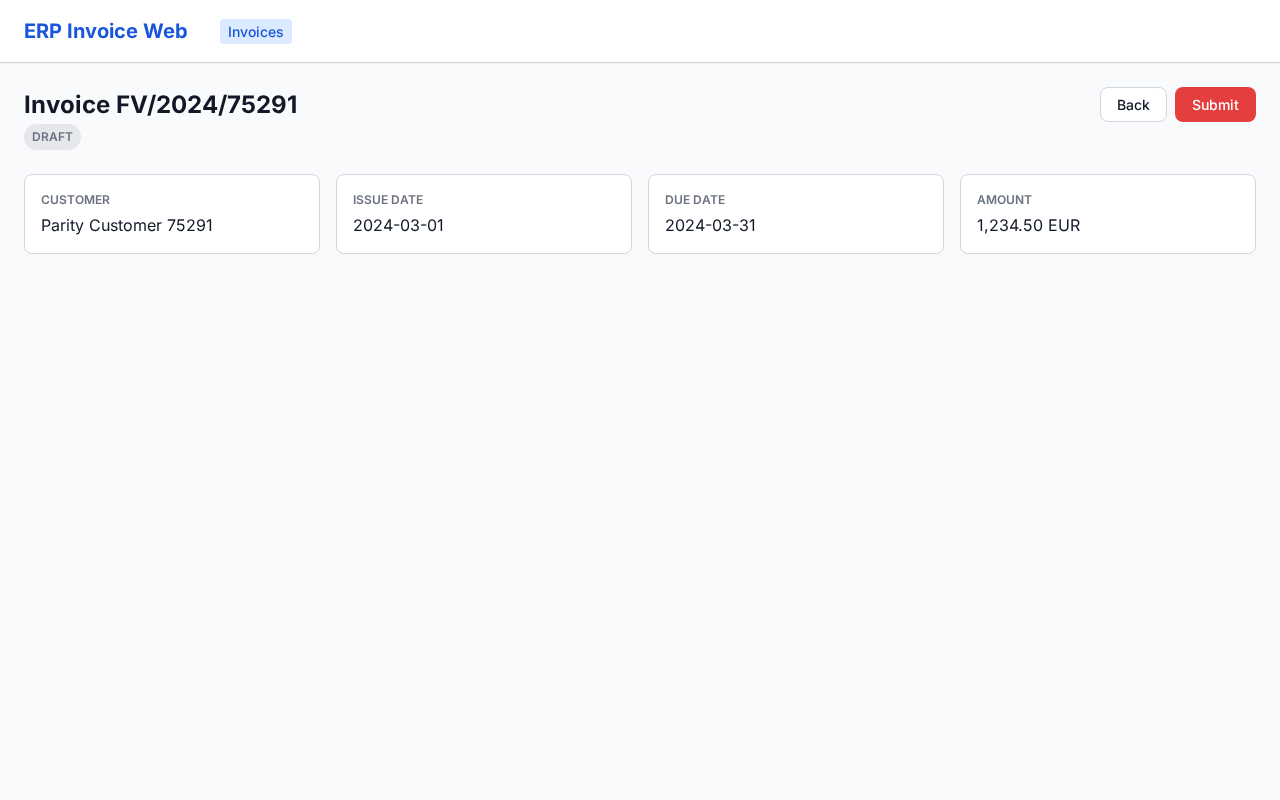 ERP Invoice Web
Invoices
Invoice FV/2024/75291
Back
Submit
DRAFT
CUSTOMER
Parity Customer 75291
ISSUE DATE
2024-03-01
DUE DATE
2024-03-31
AMOUNT
1,234.50 EUR